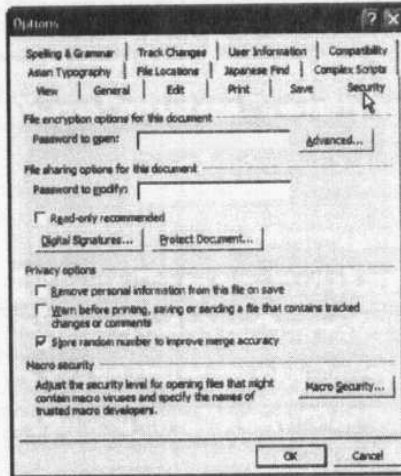 Options
Spelling & Grammar Track Changes User Information Compatibility
Asian Typography File Locations Japanese Find Complex Scripts
View General Edit Print Save Security
File encryption options for this document
Password to open: Advanced...
File sharing options for this document
Password to modify:
Read-only recommended
Digital Signatures... Protect Document...
Privacy options
Remove personal information from this file on save
Warn before printing, saving or sending a file that contains tracked
changes or comments
Store random number to improve merge accuracy
Macro security
Adjust the security level for opening files that might
contain macro viruses and specify the names of
trusted macro developers.
Macro Security...
OK Cancel